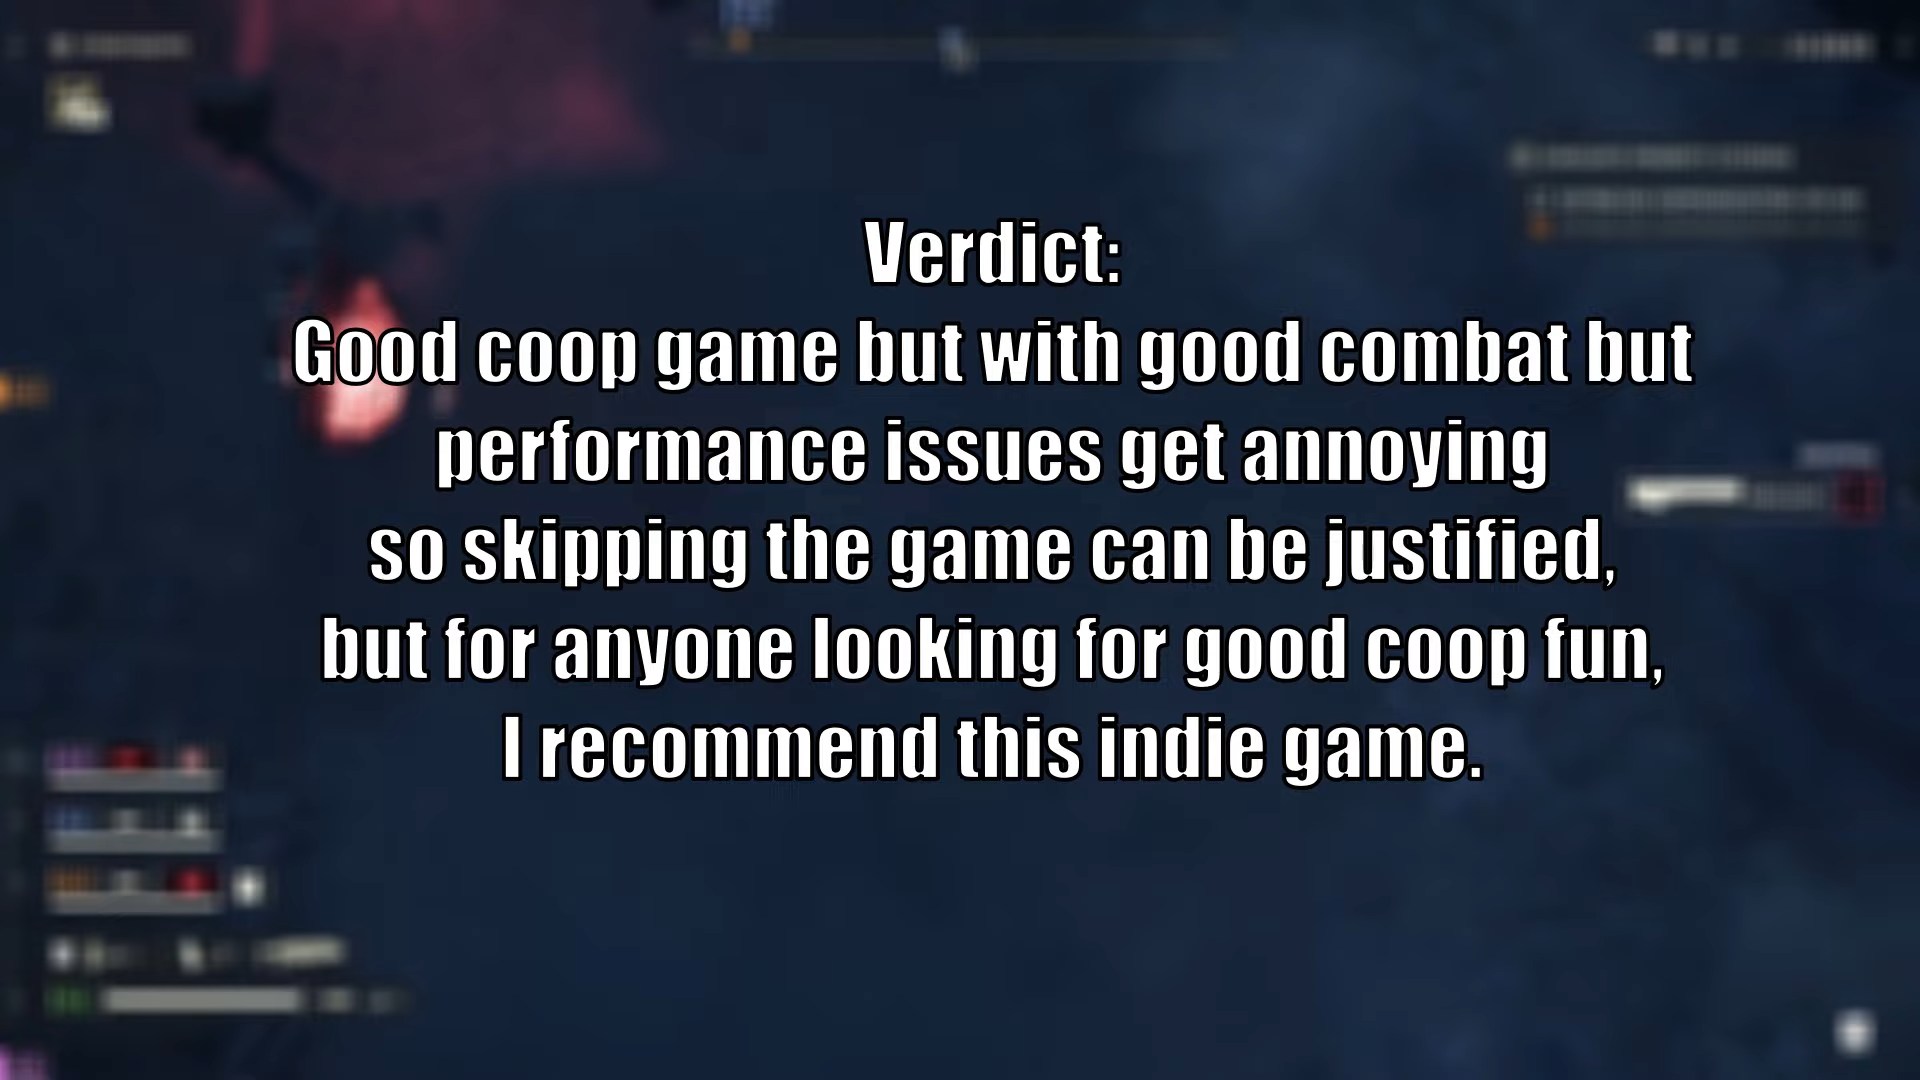 Verdict:
Good coop game but with good combat but
performance issues get annoying
so skipping the game can be justified,
but for anyone looking for good coop fun,
I recommend this indie game.